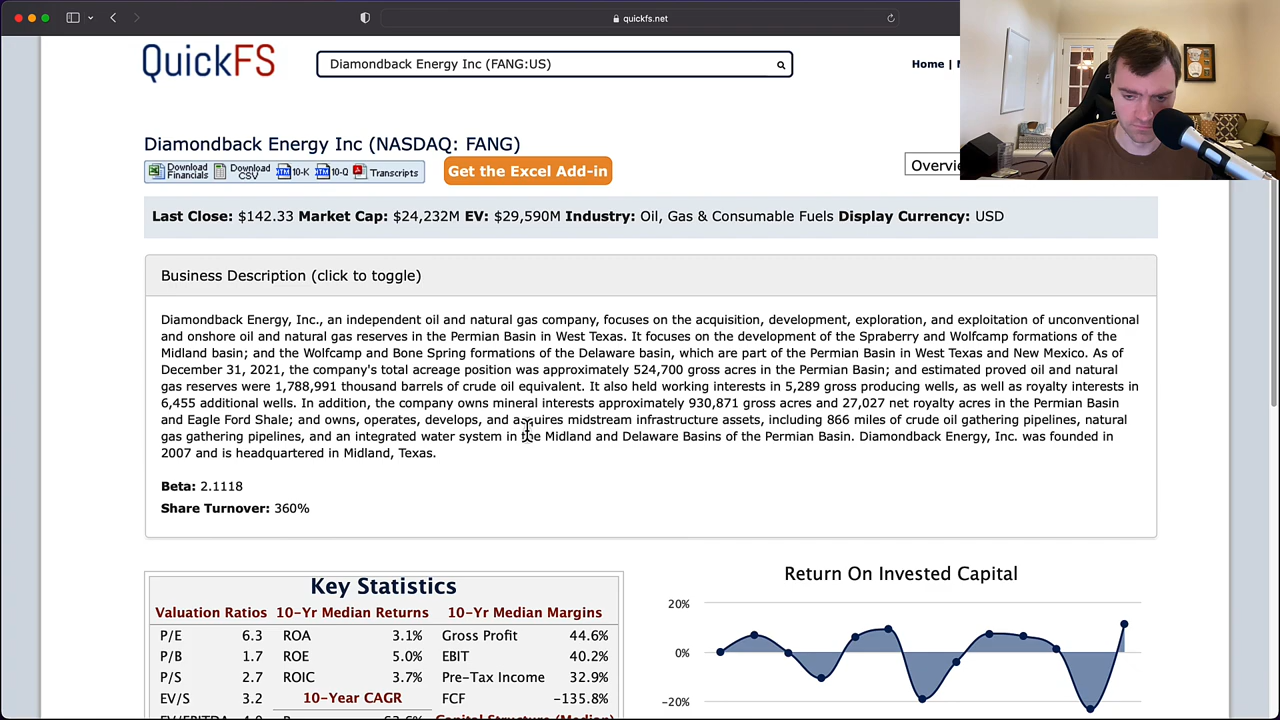 quickfs.net
QuickFS
Diamondback Energy Inc (FANG:US)
Home |
Diamondback Energy Inc (NASDAQ: FANG)
Download Financials
Download CSV
10-K
10-Q
Transcripts
Get the Excel Add-in
Last Close: $142.33 Market Cap: $24,232M EV: $29,590M Industry: Oil, Gas & Consumable Fuels Display Currency: USD
Business Description (click to toggle)
Diamondback Energy, Inc., an independent oil and natural gas company, focuses on the acquisition, development, exploration, and exploitation of unconventional
and onshore oil and natural gas reserves in the Permian Basin in West Texas. It focuses on the development of the Spraberry and Wolfcamp formations of the
Midland basin; and the Wolfcamp and Bone Spring formations of the Delaware basin, which are part of the Permian Basin in West Texas and New Mexico. As of
December 31, 2021, the company's total acreage position was approximately 524,700 gross acres in the Permian Basin; and estimated proved oil and natural
gas reserves were 1,788,991 thousand barrels of crude oil equivalent. It also held working interests in 5,289 gross producing wells, as well as royalty interests in
6,455 additional wells. In addition, the company owns mineral interests approximately 930,871 gross acres and 27,027 net royalty acres in the Permian Basin
and Eagle Ford Shale; and owns, operates, develops, and acquires midstream infrastructure assets, including 866 miles of crude oil gathering pipelines, natural
gas gathering pipelines, and an integrated water system in the Midland and Delaware Basins of the Permian Basin. Diamondback Energy, Inc. was founded in
2007 and is headquartered in Midland, Texas.
Beta: 2.1118
Share Turnover: 360%
Key Statistics
Valuation Ratios 10-Yr Median Returns 10-Yr Median Margins
P/E 6.3 ROA 3.1% Gross Profit 44.6%
P/B 1.7 ROE 5.0% EBIT 40.2%
P/S 2.7 ROIC 3.7% Pre-Tax Income 32.9%
EV/S 3.2 10-Year CAGR FCF -135.8%
Return On Invested Capital
20%
0%
-20%